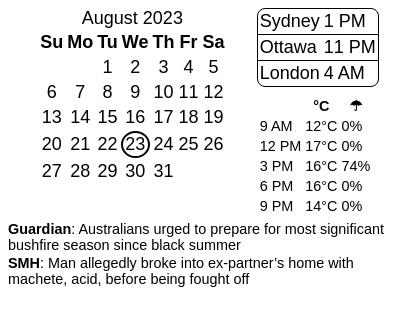 August 2023
Su Mo Tu We Th Fr Sa
1 2 3 4 5
6 7 8 9 10 11 12
13 14 15 16 17 18 19
20 21 22 23 24 25 26
27 28 29 30 31
Sydney 1 PM
Ottawa 11 PM
London 4 AM
°C ☂
9 AM 12°C 0%
12 PM 17°C 0%
3 PM 16°C 74%
6 PM 16°C 0%
9 PM 14°C 0%
Guardian: Australians urged to prepare for most significant
bushfire season since black summer
SMH: Man allegedly broke into ex-partner’s home with
machete, acid, before being fought off